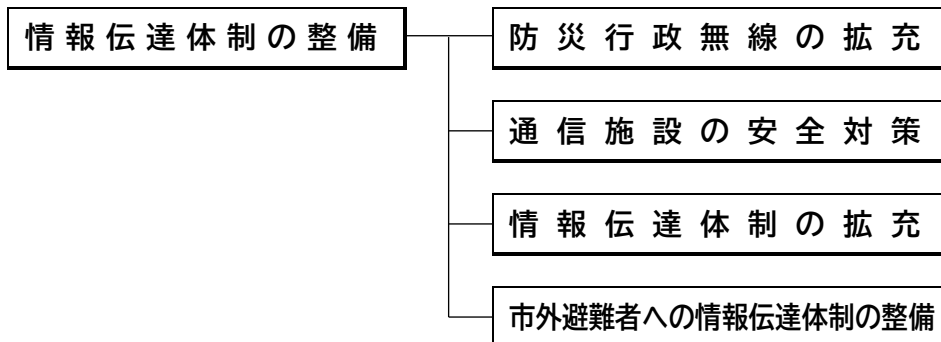 情報伝達体制の整備
防災行政無線の拡充
通信施設の安全対策
情報伝達体制の拡充
市外避難者への情報伝達体制の整備